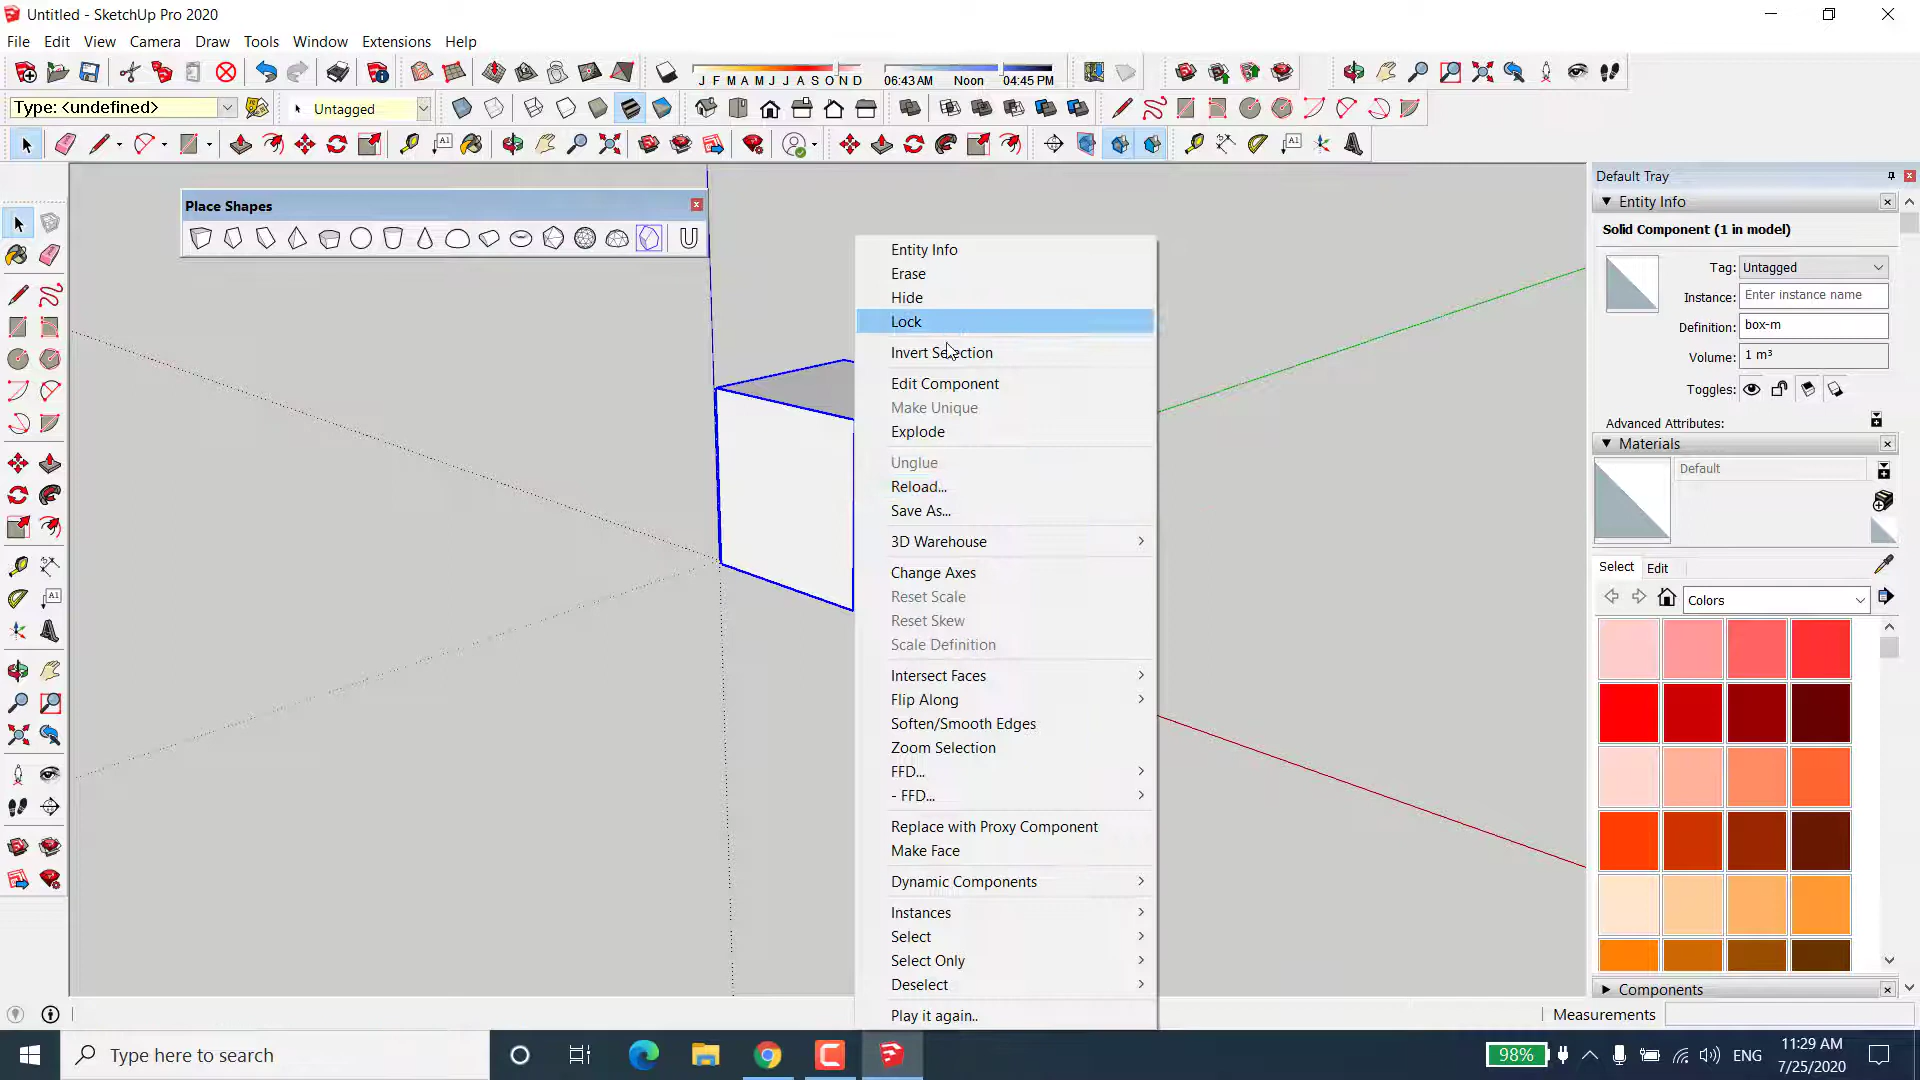 Untitled - SketchUp Pro 2020
File Edit View Camera Draw Tools Window Extensions Help
J F M A M J J A S O N D 06:43 AM Noon 04:45 PM
Type: <undefined> Untagged
A1
Default Tray
Entity Info
Solid Component (1 in model)
Tag: Untagged
Instance: Enter instance name
Definition: box-m
Volume: 1 m³
Toggles:
Advanced Attributes:
Materials
Default
Select Edit
Colors
Components
Place Shapes
Entity Info
Erase
Hide
Lock
Invert Selection
Edit Component
Make Unique
Explode
Unglue
Reload...
Save As...
3D Warehouse
Change Axes
Reset Scale
Reset Skew
Scale Definition
Intersect Faces
Flip Along
Soften/Smooth Edges
Zoom Selection
FFD...
- FFD...
Replace with Proxy Component
Make Face
Dynamic Components
Instances
Select
Select Only
Deselect
Play it again..
A1
Measurements
Type here to search
98%
ENG
11:29 AM
7/25/2020